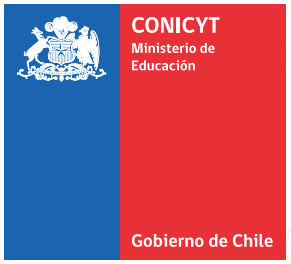 CONICYT
Ministerio de
Educación
Gobierno de Chile